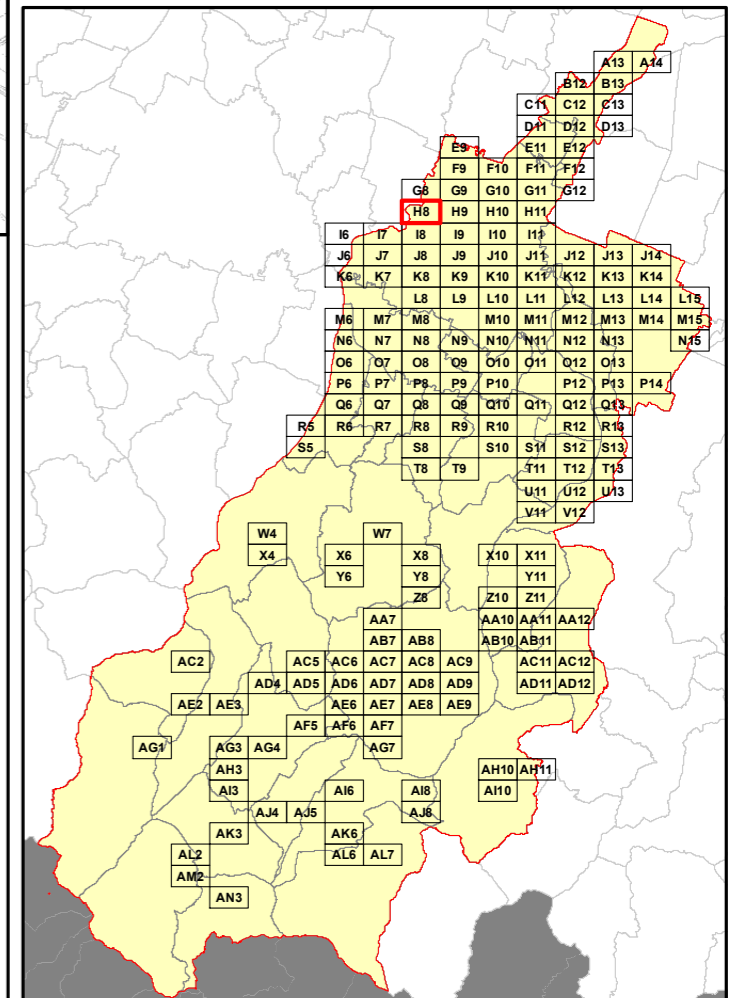 A13 A14
B12 B13
C11 C12 C13
D11 D12 D13
E9 E11 E12
F9 F10 F11 F12
G8 G9 G10 G11 G12
H8 H9 H10 H11
I6 I7 I8 I9 I10 I11
J6 J7 J8 J9 J10 J11 J12 J13 J14
K6 K7 K8 K9 K10 K11 K12 K13 K14
L8 L9 L10 L11 L12 L13 L14 L15
M6 M7 M8 M10 M11 M12 M13 M14 M15
N6 N7 N8 N9 N10 N11 N12 N13 N15
O6 O7 O8 O9 O10 O11 O12 O13
P6 P7 P8 P9 P10 P12 P13 P14
Q6 Q7 Q8 Q9 Q10 Q11 Q12 Q13
R5 R6 R7 R8 R9 R10 R12 R13
S5 S8 S10 S11 S12 S13
T8 T9 T11 T12 T13
U11 U12 U13
V11 V12
W4 W7
X4 X6 X8 X10 X11
Y6 Y8 Y11
Z8 Z10 Z11
AA7 AA10 AA11 AA12
AB7 AB8 AB10 AB11
AC2 AC5 AC6 AC7 AC8 AC9 AC11 AC12
AD4 AD5 AD6 AD7 AD8 AD9 AD11 AD12
AE2 AE3 AE6 AE7 AE8 AE9
AF5 AF6 AF7
AG1 AG3 AG4 AG7
AH3 AH10 AH11
AI3 AI6 AI8 AI10
AJ4 AJ5 AJ8
AK3 AK6
AL2 AL6 AL7
AM2
AN3